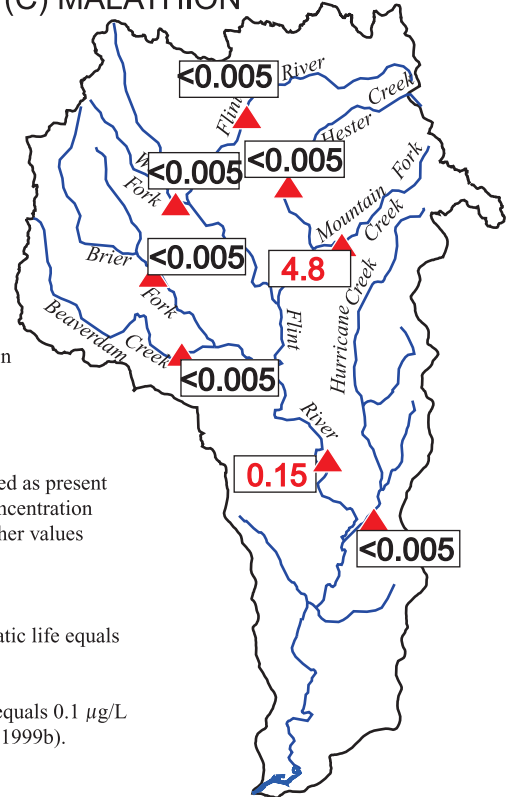 (C) MALATHION
<0.005
River
Flint
Creek
Hester
<0.005
<0.005
Fork
Fork
Mountain
Creek
<0.005
4.8
Brier
Fork
Creek
Hurricane
Flint
Beaverdam
Creek
<0.005
River
0.15
<0.005
n
ed as present
ncentration
her values
atic life equals
equals 0.1 µg/L
1999b).